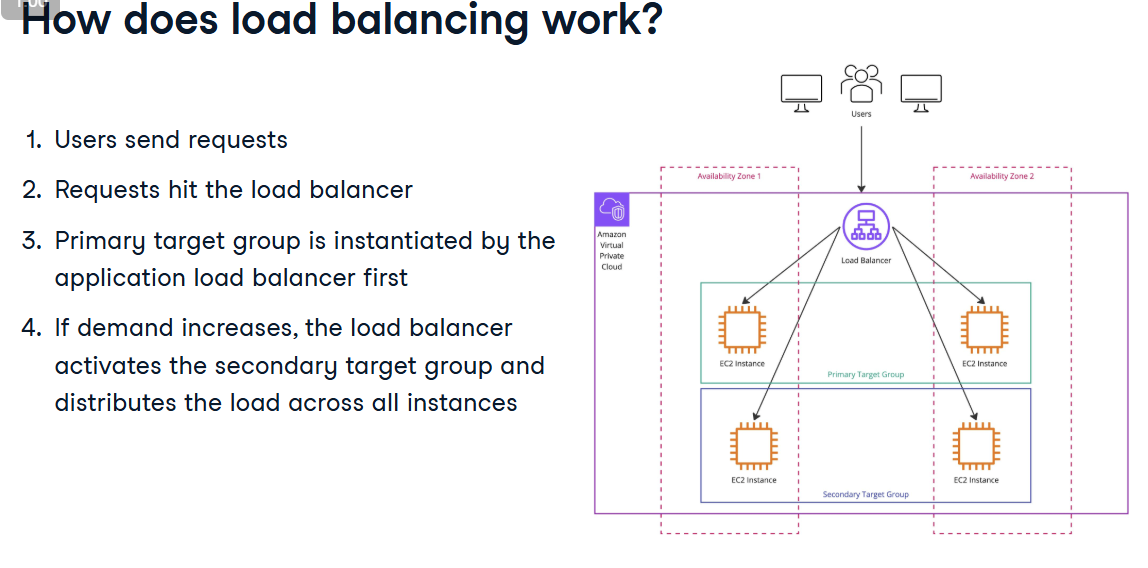 How does load balancing work?
1. Users send requests
2. Requests hit the load balancer
3. Primary target group is instantiated by the
application load balancer first
4. If demand increases, the load balancer
activates the secondary target group and
distributes the load across all instances
Users
Availability Zone 1
Availability Zone 2
Amazon
Virtual
Private
Cloud
Load Balancer
EC2 Instance
EC2 Instance
Primary Target Group
EC2 Instance
EC2 Instance
Secondary Target Group